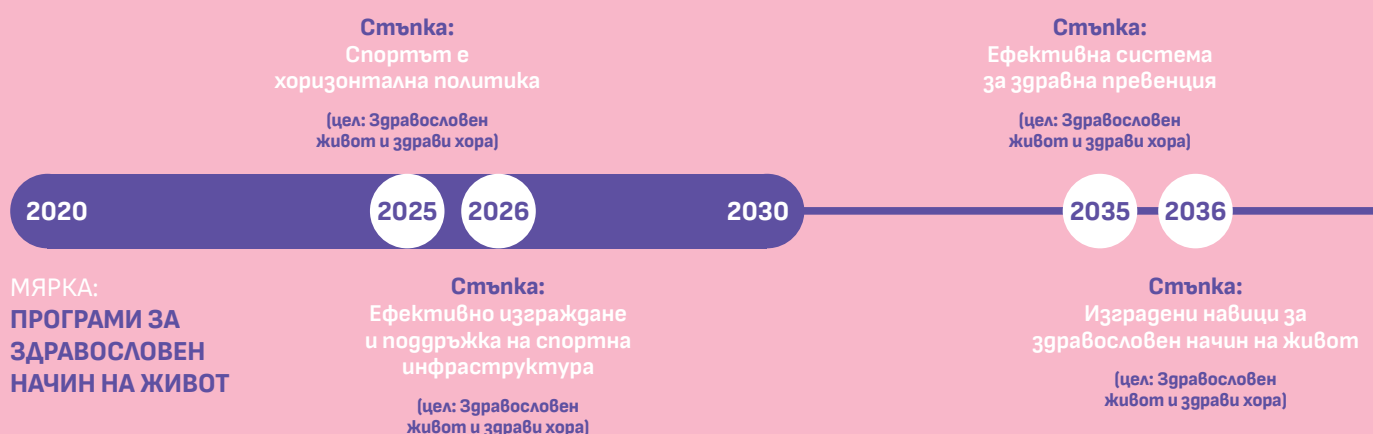 Стъпка:
Спортът е
хоризонтална политика
(цел: Здравословен
живот и здрави хора)
Стъпка:
Ефективна система
за здравна превенция
(цел: Здравословен
живот и здрави хора)
2020
2025
2026
2030
2035
2036
МЯРКА:
ПРОГРАМИ ЗА
ЗДРАВОСЛОВЕН
НАЧИН НА ЖИВОТ
Стъпка:
Ефективно изграждане
и поддръжка на спортна
инфраструктура
(цел: Здравословен
живот и здрави хора)
Стъпка:
Изградени навици за
здравословен начин на живот
(цел: Здравословен
живот и здрави хора)